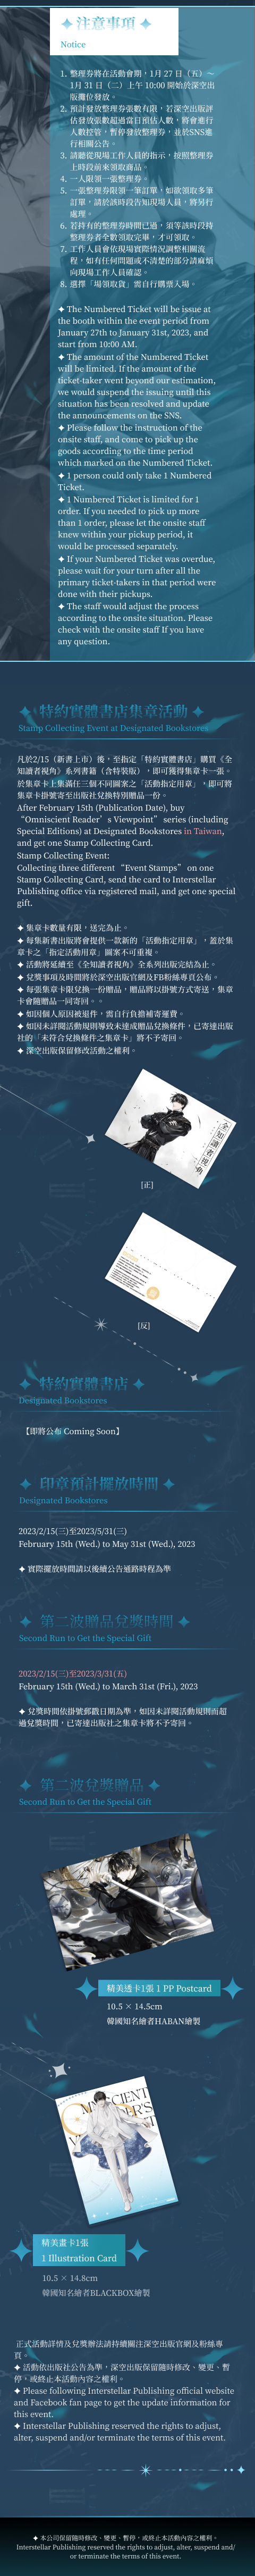 ✦ 注意事項 ✦
Notice
1. 整理券將在活動會期，1月 27 日（五）～
1月 31 日（二）上午 10:00 開始於深空出
版攤位發放。
2. 預計發放整理券張數有限，若深空出版評
估發放張數超過當日預估人數，將會進行
人數控管，暫停發放整理券，並於SNS進
行相關公告。
3. 請聽從現場工作人員的指示，按照整理券
上時段前來領取商品。
4. 一人限領一張整理券。
5. 一張整理券限領一筆訂單，如欲領取多筆
訂單，請於該時段告知現場人員，將另行
處理。
6. 若持有的整理券時間已過，須等該時段持
整理券者全數領取完畢，才可領取。
7. 工作人員會依現場實際情況調整相關流
程，如有任何問題或不清楚的部分請麻煩
向現場工作人員確認。
8. 選擇「場領取貨」需自行購票入場。
✦ The Numbered Ticket will be issue at
the booth within the event period from
January 27th to January 31st, 2023, and
start from 10:00 AM.
✦ The amount of the Numbered Ticket
will be limited. If the amount of the
ticket-taker went beyond our estimation,
we would suspend the issuing until this
situation has been resolved and update
the announcements on the SNS.
✦ Please follow the instruction of the
onsite staff, and come to pick up the
goods according to the time period
which marked on the Numbered Ticket.
✦ 1 person could only take 1 Numbered
Ticket.
✦ 1 Numbered Ticket is limited for 1
order. If you needed to pick up more
than 1 order, please let the onsite staff
knew within your pickup period, it
would be processed separately.
✦ If your Numbered Ticket was overdue,
please wait for your turn after all the
primary ticket-takers in that period were
done with their pickups.
✦ The staff would adjust the process
according to the situation. Please
check with the onsite staff If you have
any question.
✦ 特約實體書店集章活動 ✦
Stamp Collecting Event at Designated Bookstores
凡於2/15（新書上市）後，至指定「特約實體書店」購買《全
知讀者視角》系列書籍（含特裝版），即可獲得集章卡一張。
於集章卡上集滿任三個不同圖案之「活動指定用章」，即可將
集章卡掛號寄至出版社兌換特別贈品一份。
After February 15th (Publication Date), buy
“Omniscient Reader’s Viewpoint” series (including
Special Editions) at Designated Bookstores in Taiwan,
and get one Stamp Collecting Card.
Stamp Collecting Event:
Collecting three different “Event Stamps” on one
Stamp Collecting Card, send the card to Interstellar
Publishing office via registered mail, and get one special
gift.
✦ 集章卡數量有限，送完為止。
✦ 每集新書出版將會提供一款新的「活動指定用章」，蓋於集
章卡之「指定活動用章」圖案不可重複。
✦ 活動將延續至《全知讀者視角》全系列出版完結為止。
✦ 兌獎事項及時間將於深空出版官網及FB粉絲專頁公布。
✦ 每張集章卡限兌換一份贈品，贈品將以掛號方式寄送，集章
卡會隨贈品一同寄回。。
✦ 如因個人原因被退件，需自行負擔補寄運費。
✦ 如因未詳閱活動規則導致未達成贈品兌換條件，已寄達出版
社的「未符合兌換條件之集章卡」將不予寄回。
✦ 深空出版保留修改活動之權利。
全知讀者視角
[正]
[反]
✦ 特約實體書店 ✦
Designated Bookstores
【即將公布 Coming Soon】
✦ 印章預計擺放時間 ✦
Designated Bookstores
2023/2/15(三)至2023/5/31(三)
February 15th (Wed.) to May 31st (Wed.), 2023
✦ 實際擺放時間請以後續公告通路時程為準
✦ 第二波贈品兌獎時間 ✦
Second Run to Get the Special Gift
2023/2/15(三)至2023/3/31(五)
February 15th (Wed.) to March 31st (Fri.), 2023
✦ 兌獎時間依掛號郵戳日期為準，如因未詳閱活動規則而超
過兌獎時間，已寄達出版社之集章卡將不予寄回。
✦ 第二波兌獎贈品 ✦
Second Run to Get the Special Gift
精美透卡1張 1 PP Postcard
10.5 × 14.5cm
韓國知名繪者HABAN繪製
精美畫卡1張
1 Illustration Card
10.5 × 14.8cm
韓國知名繪者BLACKBOX繪製
正式活動詳情及兌獎辦法請持續關注深空出版官網及粉絲專
頁。
✦ 活動依出版社公告為準，深空出版保留隨時修改、變更、暫
停，或終止本活動內容之權利。
✦ Please following Interstellar Publishing official website
and Facebook fan page to get the update information for
this event.
✦ Interstellar Publishing reserved the rights to adjust,
alter, suspend and/or terminate the terms of this event.
✦ 本公司保留隨時修改、變更、暫停，或終止本活動內容之權利。
Interstellar Publishing reserved the rights to adjust, alter, suspend and/
or terminate the terms of this event.